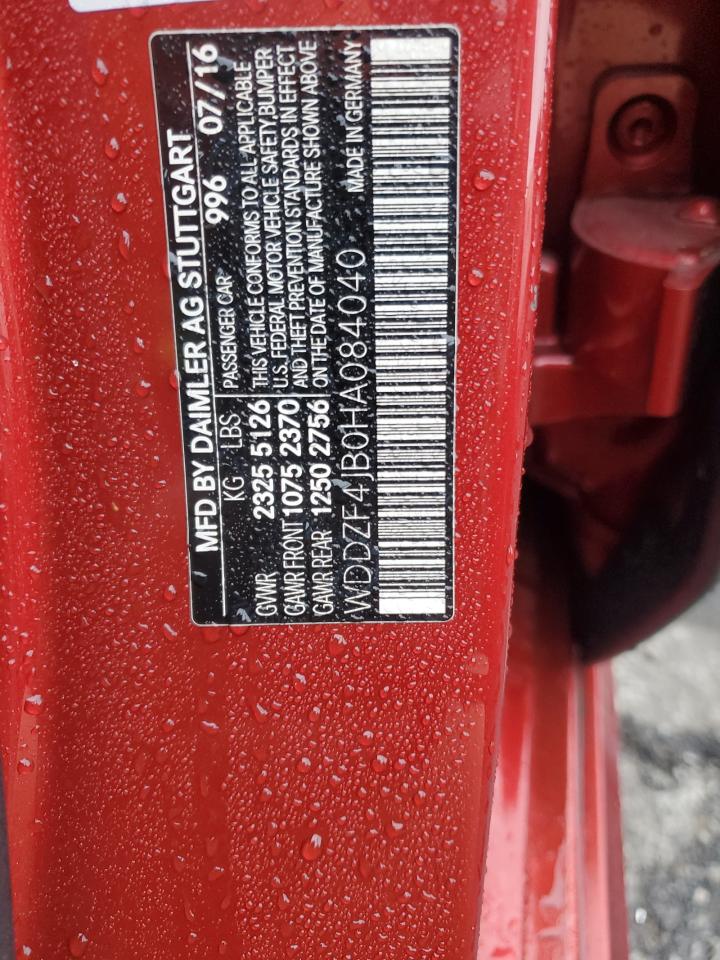 MFD BY DAIMLER AG STUTTGART
PASSENGER CAR 996 07/16
KG LBS
GVWR 2325 5126
GAWR FRONT 1075 2370
GAWR REAR 1250 2756
THIS VEHICLE CONFORMS TO ALL APPLICABLE
U.S. FEDERAL MOTOR VEHICLE SAFETY,BUMPER
AND THEFT PREVENTION STANDARDS IN EFFECT
ON THE DATE OF MANUFACTURE SHOWN ABOVE
WDDZF4JB0HA084040 MADE IN GERMANY